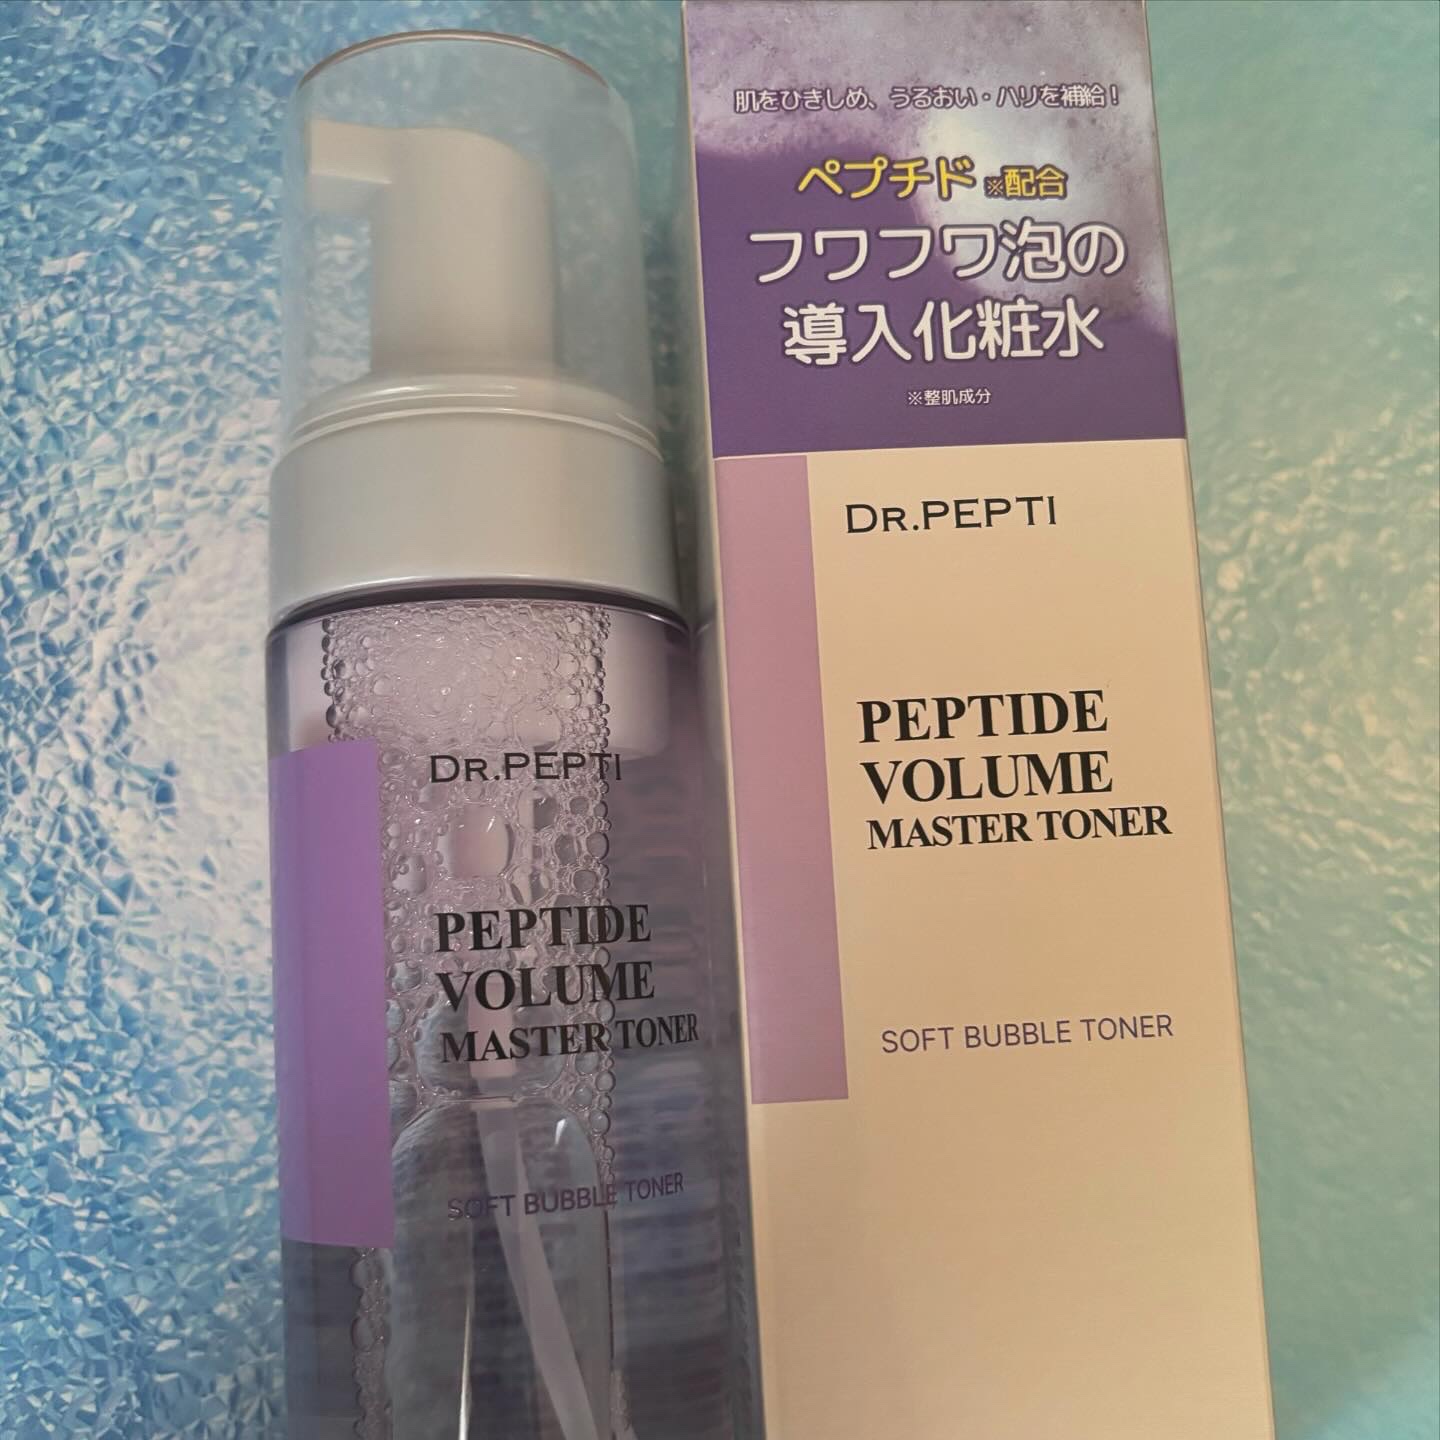 DR.PEPTI
PEPTIDE
VOLUME
MASTER TONER
SOFT BUBBLE TONER
肌をひきしめ、うるおい・ハリを補給！
ペプチド ※配合
フワフワ泡の
導入化粧水
※整肌成分
DR.PEPTI
PEPTIDE
VOLUME
MASTER TONER
SOFT BUBBLE TONER